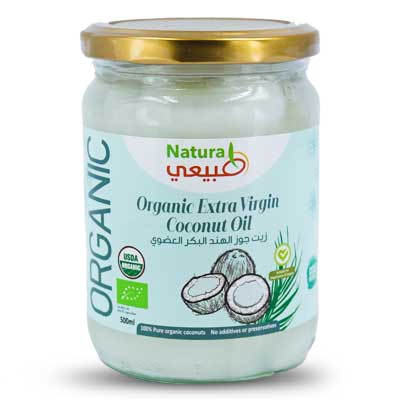 ORGANIC
Natural
طبيعي
Organic Extra Virgin
Coconut Oil
زيت جوز الهند البكر العضوي
USDA
ORGANIC
500ml
100% Pure organic coconuts
No additives or preservatives